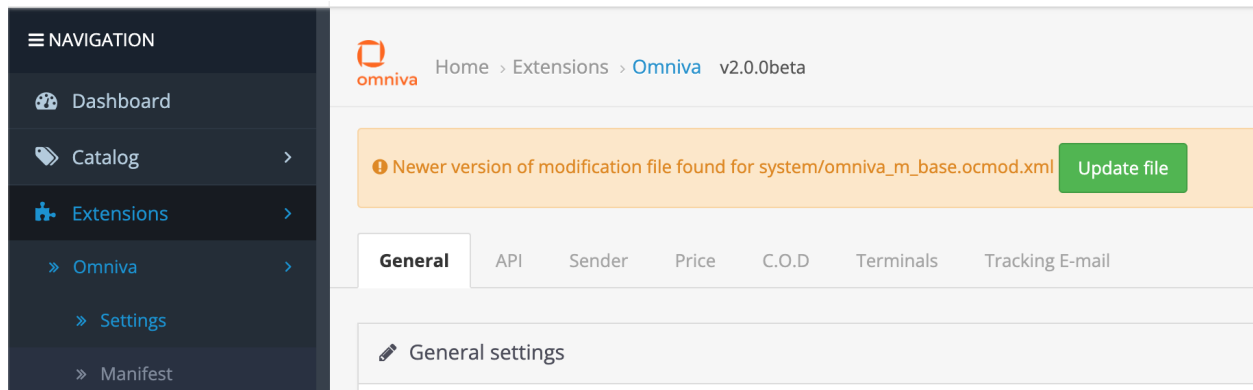 NAVIGATION
Dashboard
Catalog
Extensions
Omniva
Settings
Manifest
omniva
Home › Extensions › Omniva v2.0.0beta
Newer version of modification file found for system/omniva_m_base.ocmod.xml Update file
General API Sender Price C.O.D Terminals Tracking E-mail
General settings